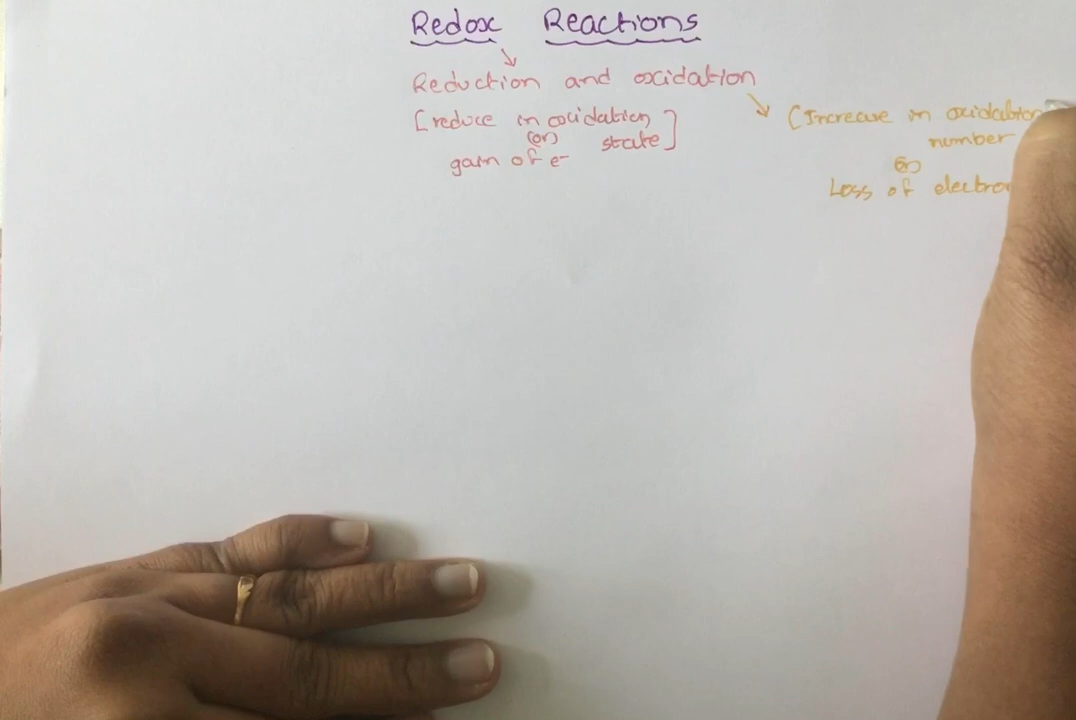 Redox Reactions
Reduction and oxidation
[reduce in oxidation state]
(or)
gain of e-
(Increase in oxidation
number
(or)
Loss of electro